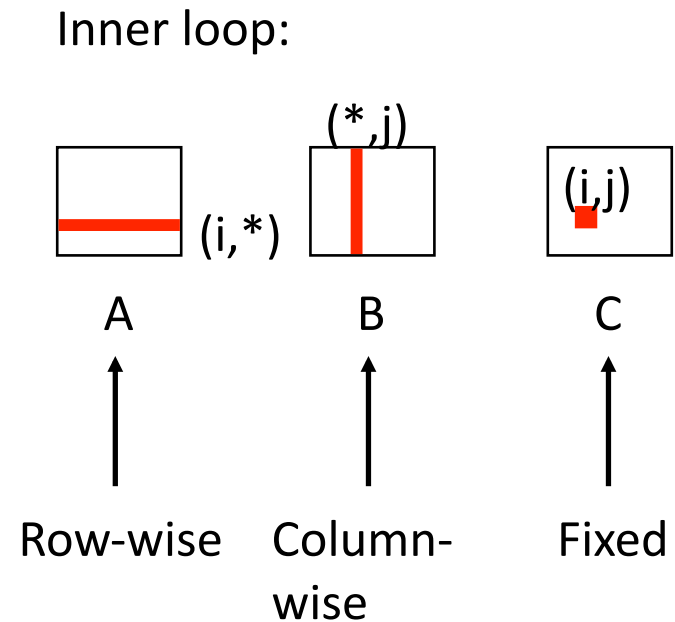 Inner loop:
(*,j)
(i,j)
(i,*)
A
B
C
Row-wise
Column-
wise
Fixed